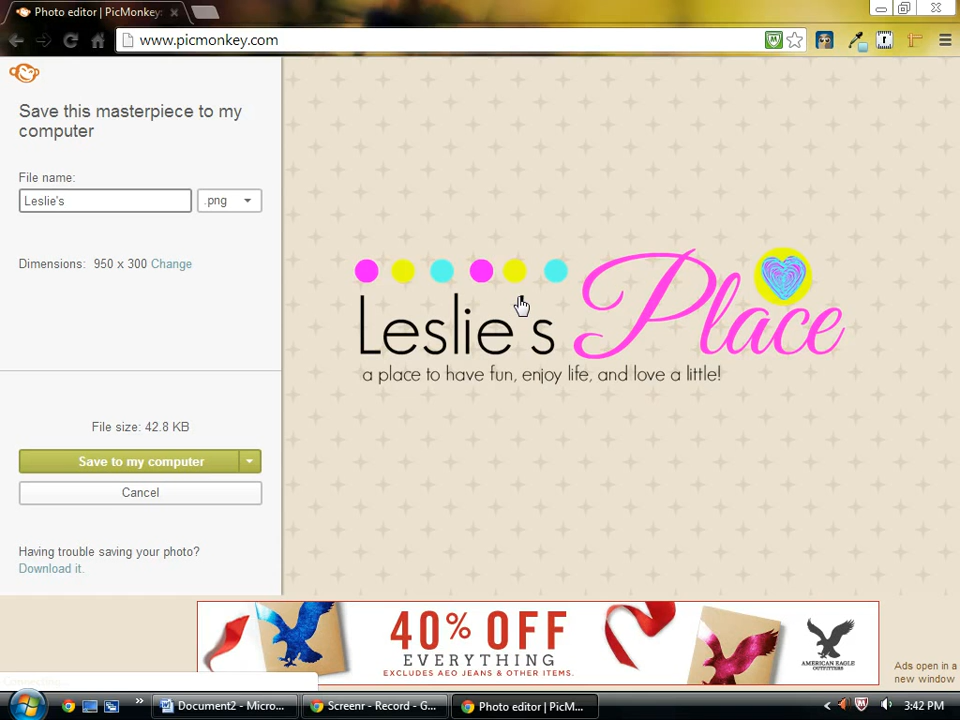 Photo editor | PicMonkey:
www.picmonkey.com
Save this masterpiece to my
computer
File name:
Leslie's
.png
Dimensions: 950 x 300 Change
File size: 42.8 KB
Save to my computer
Cancel
Having trouble saving your photo?
Download it.
Leslie's Place
a place to have fun, enjoy life, and love a little!
40% OFF
EVERYTHING
EXCLUDES AEO JEANS & OTHER ITEMS.
AMERICAN EAGLE
OUTFITTERS
Ads open in a
new window
Connecting...
Document2 - Micro...
Screenr - Record - G...
Photo editor | PicM...
3:42 PM